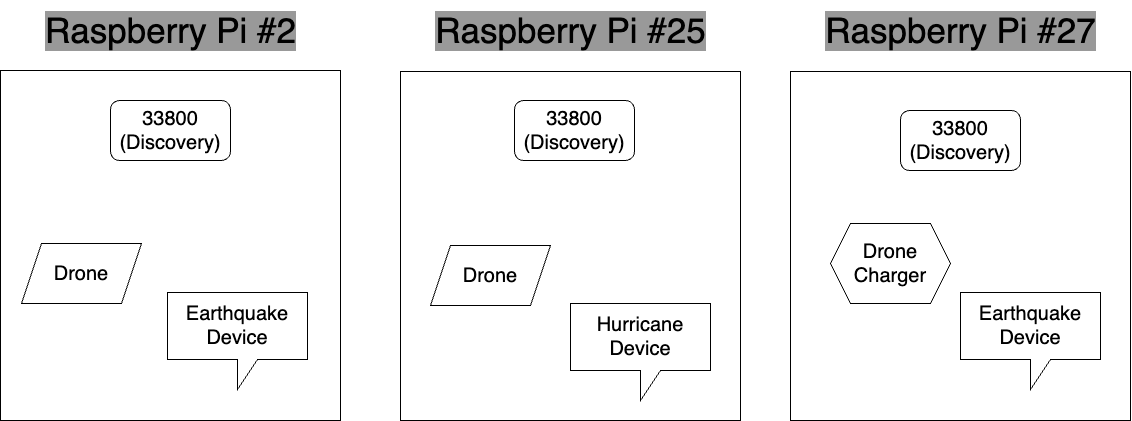 Raspberry Pi #2
33800
(Discovery)
Drone
Earthquake
Device
Raspberry Pi #25
33800
(Discovery)
Drone
Hurricane
Device
Raspberry Pi #27
33800
(Discovery)
Drone
Charger
Earthquake
Device